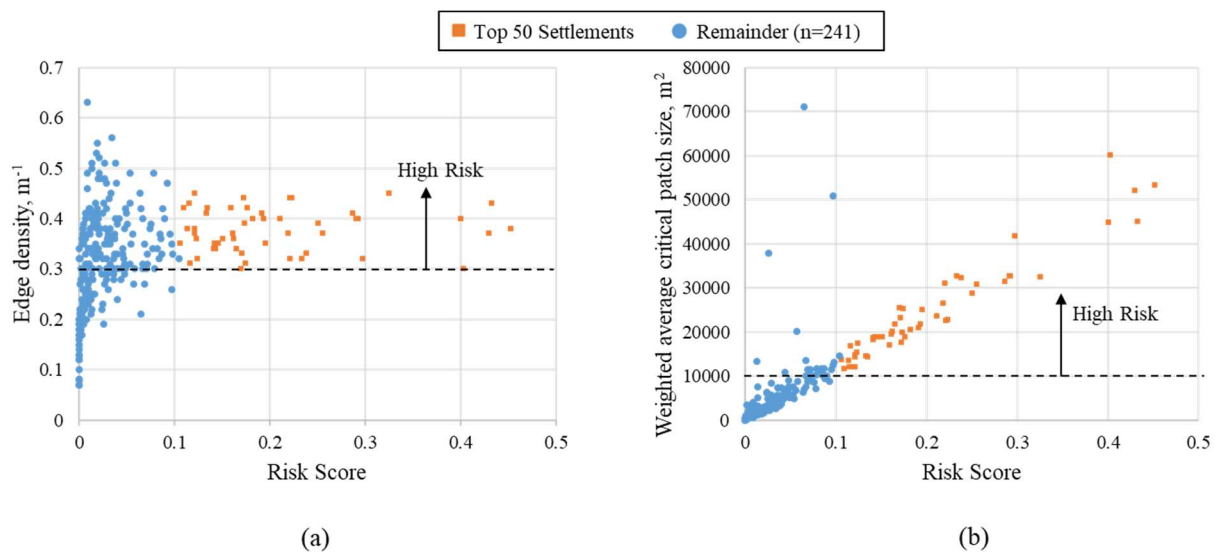 Top 50 Settlements Remainder (n=241)
0.7
0.6
0.5
0.4
0.3
0.2
0.1
0
Edge density, m⁻¹
High Risk
0 0.1 0.2 0.3 0.4 0.5
Risk Score
(a)
80000
70000
60000
50000
40000
30000
20000
10000
0
Weighted average critical patch size, m²
High Risk
0 0.1 0.2 0.3 0.4 0.5
Risk Score
(b)